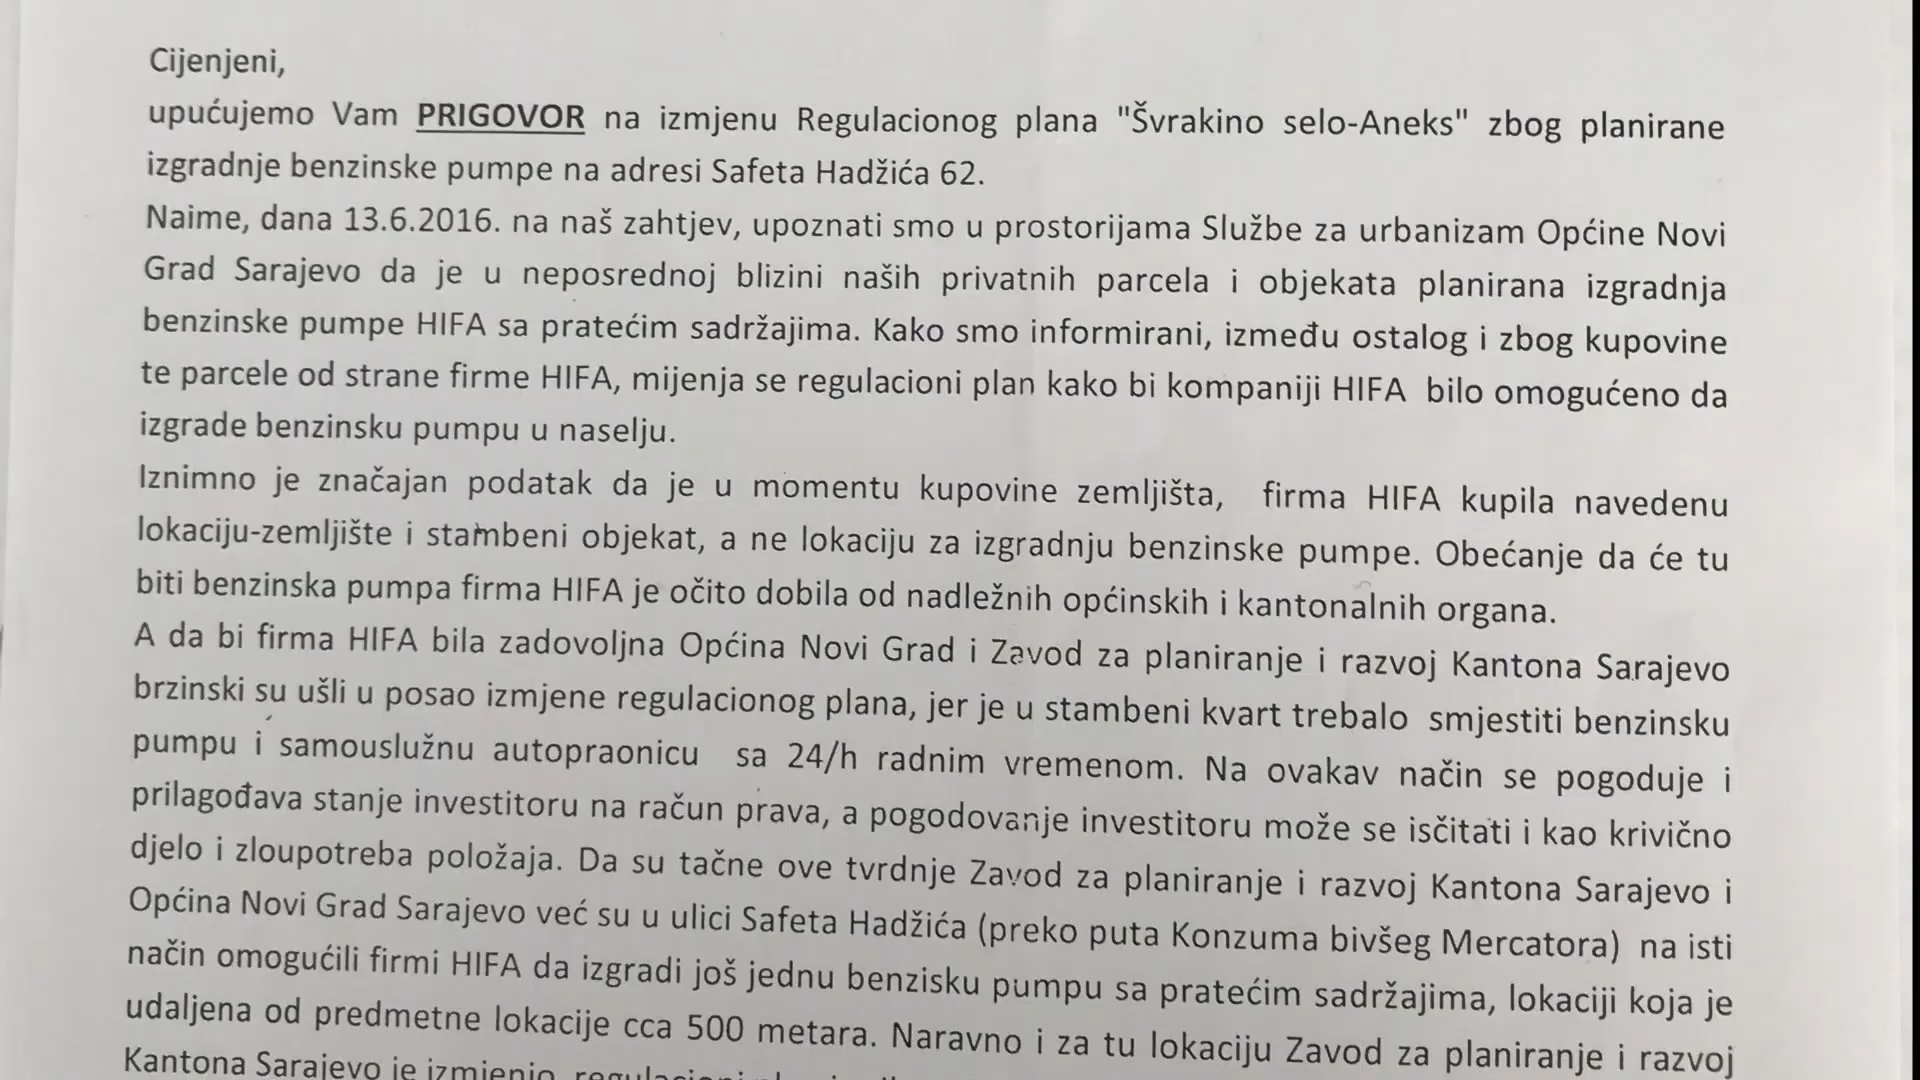 Cijenjeni,
upućujemo Vam PRIGOVOR na izmjenu Regulacionog plana "Švrakino selo-Aneks" zbog planirane
izgradnje benzinske pumpe na adresi Safeta Hadžića 62.
Naime, dana 13.6.2016. na naš zahtjev, upoznati smo u prostorijama Službe za urbanizam Općine Novi
Grad Sarajevo da je u neposrednoj blizini naših privatnih parcela i objekata planirana izgradnja
benzinske pumpe HIFA sa pratećim sadržajima. Kako smo informirani, između ostalog i zbog kupovine
te parcele od strane firme HIFA, mijenja se regulacioni plan kako bi kompaniji HIFA bilo omogućeno da
izgrade benzinsku pumpu u naselju.
Iznimno je značajan podatak da je u momentu kupovine zemljišta, firma HIFA kupila navedenu
lokaciju-zemljište i stambeni objekat, a ne lokaciju za izgradnju benzinske pumpe. Obećanje da će tu
biti benzinska pumpa firma HIFA je očito dobila od nadležnih općinskih i kantonalnih organa.
A da bi firma HIFA bila zadovoljna Općina Novi Grad i Zavod za planiranje i razvoj Kantona Sarajevo
brzinski su ušli u posao izmjene regulacionog plana, jer je u stambeni kvart trebalo smjestiti benzinsku
pumpu i samouslužnu autopraonicu sa 24/h radnim vremenom. Na ovakav način se pogoduje i
prilagođava stanje investitoru na račun prava, a pogodovanje investitoru može se isčitati i kao krivično
djelo i zloupotreba položaja. Da su tačne ove tvrdnje Zavod za planiranje i razvoj Kantona Sarajevo i
Općina Novi Grad Sarajevo već su u ulici Safeta Hadžića (preko puta Konzuma bivšeg Mercatora) na isti
način omogućili firmi HIFA da izgradi još jednu benzisku pumpu sa pratećim sadržajima, lokaciji koja je
udaljena od predmetne lokacije cca 500 metara. Naravno i za tu lokaciju Zavod za planiranje i razvoj
Kantona Sarajevo je izmjenio